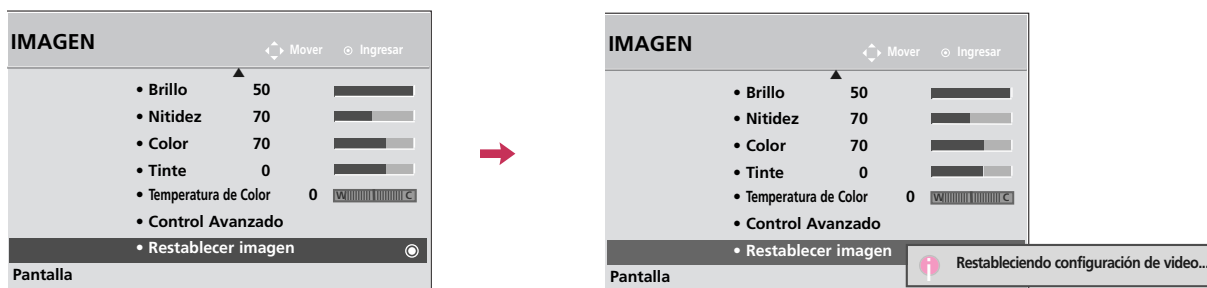 IMAGEN
Mover Ingresar
• Brillo 50
• Nitidez 70
• Color 70
• Tinte 0
• Temperatura de Color 0 W C
• Control Avanzado
• Restablecer imagen
Pantalla
IMAGEN
Mover Ingresar
• Brillo 50
• Nitidez 70
• Color 70
• Tinte 0
• Temperatura de Color 0 W C
• Control Avanzado
• Restablecer imagen
Pantalla
i Restableciendo configuración de video...